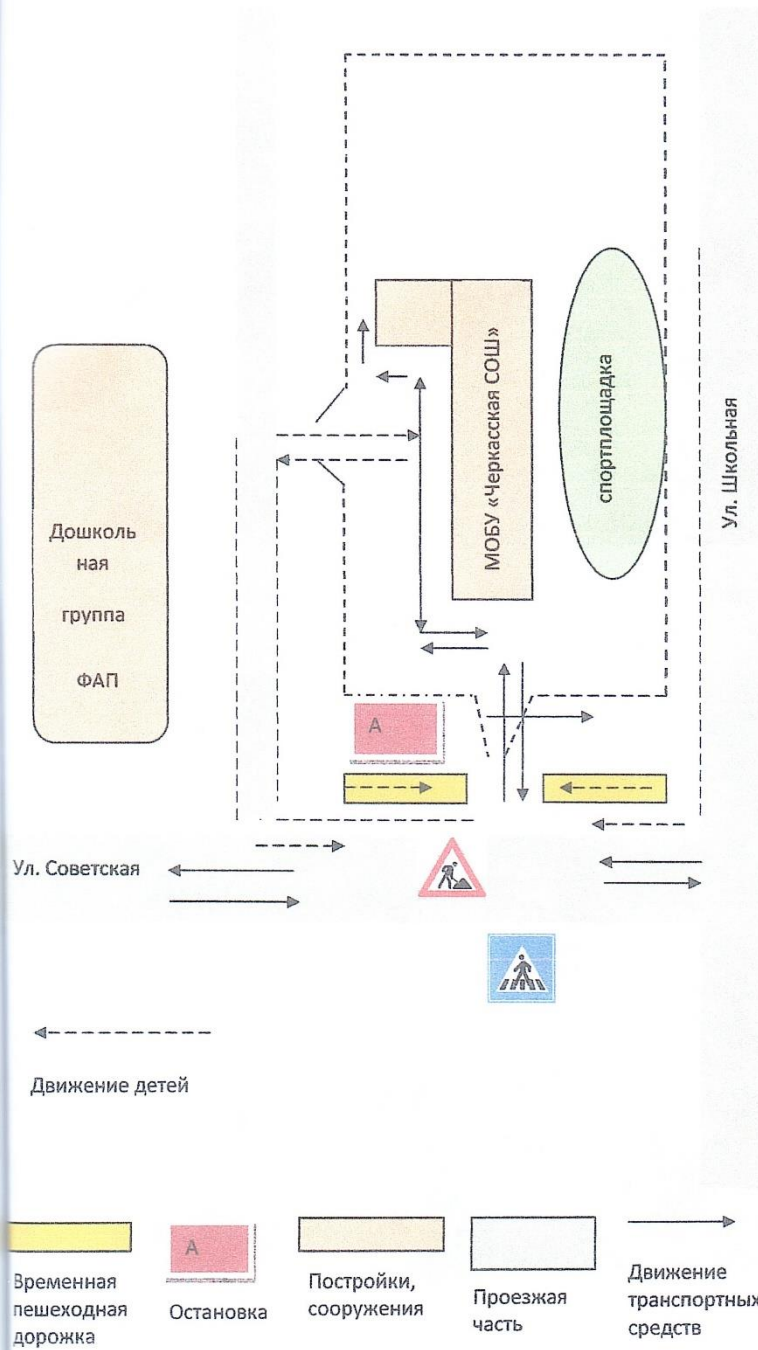 МОБУ «Черкасская СОШ»
спортплощадка
Ул. Школьная
Дошколь
ная
группа
ФАП
А
Ул. Советская
Движение детей
А
Временная
пешеходная
дорожка
Остановка
Постройки,
сооружения
Проезжая
часть
Движение
транспортных
средств